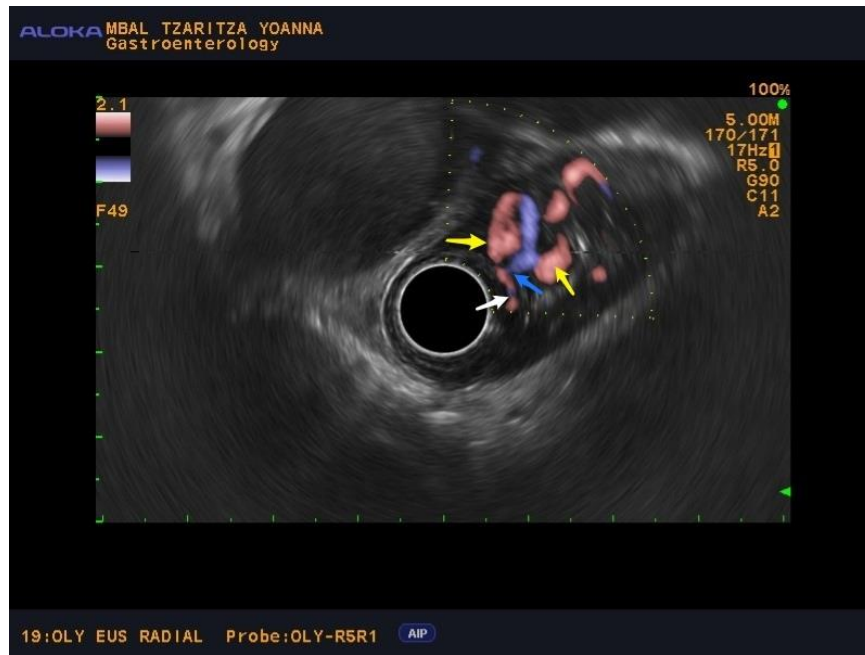 ALOKA MBAL TZARITZA YOANNA
Gastroenterology
100%
2.1
5.00M
170/171
17Hz1
R5.0
G90
C11
A2
F49
19:OLY EUS RADIAL Probe:OLY-R5R1 AIP